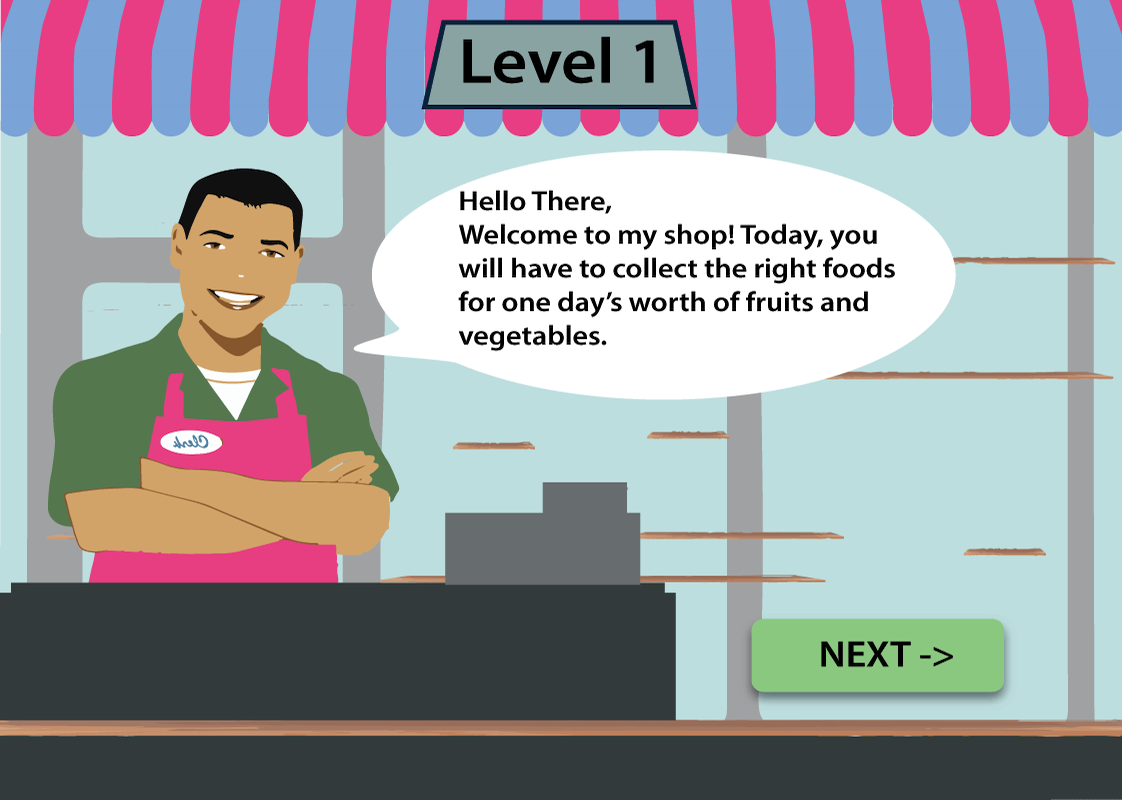 Level 1
Hello There,
Welcome to my shop! Today, you
will have to collect the right foods
for one day's worth of fruits and
vegetables.
Clerk
NEXT ->